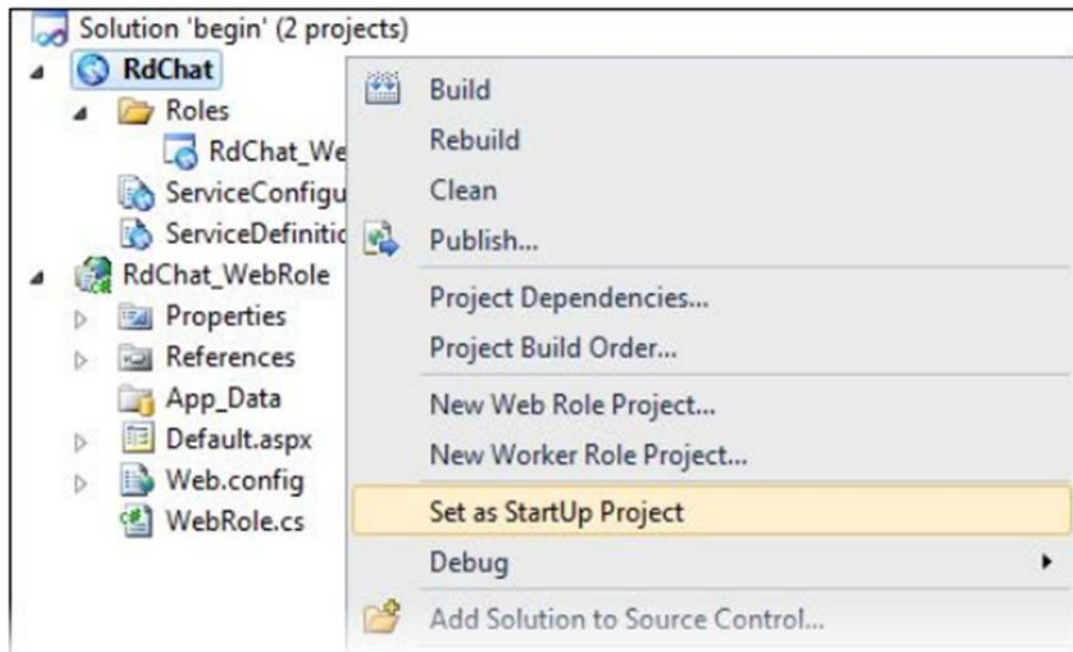 Solution 'begin' (2 projects)
RdChat
Roles
RdChat_We
ServiceConfigu
ServiceDefinitic
RdChat_WebRole
Properties
References
App_Data
Default.aspx
Web.config
WebRole.cs
Build
Rebuild
Clean
Publish...
Project Dependencies...
Project Build Order...
New Web Role Project...
New Worker Role Project...
Set as StartUp Project
Debug
Add Solution to Source Control...